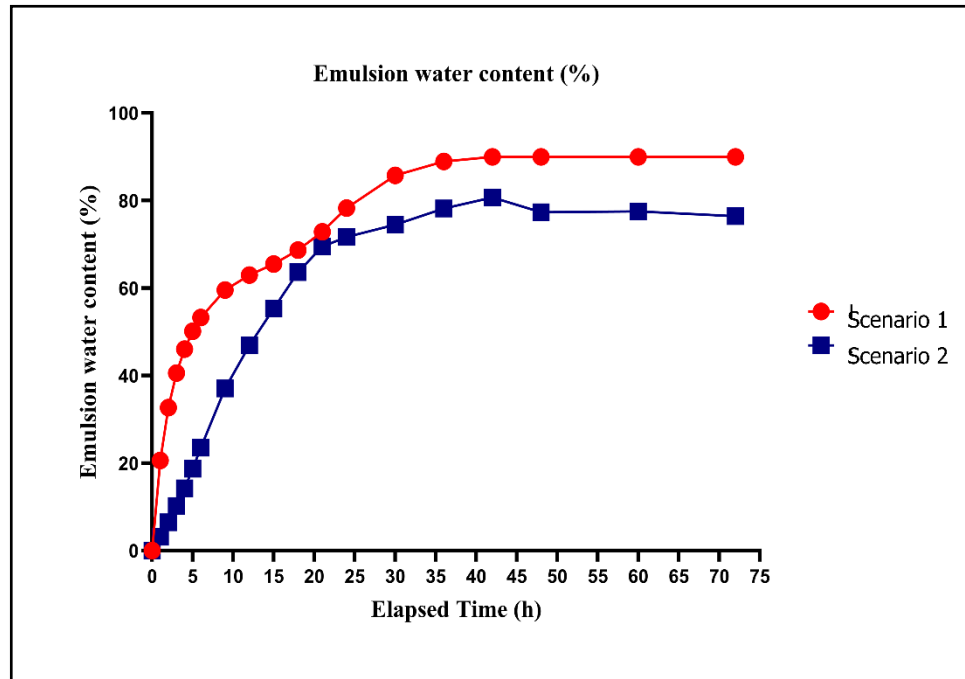 Emulsion water content (%)
Emulsion water content (%)
100
80
60
40
20
0
0 5 10 15 20 25 30 35 40 45 50 55 60 65 70 75
Elapsed Time (h)
Scenario 1
Scenario 2